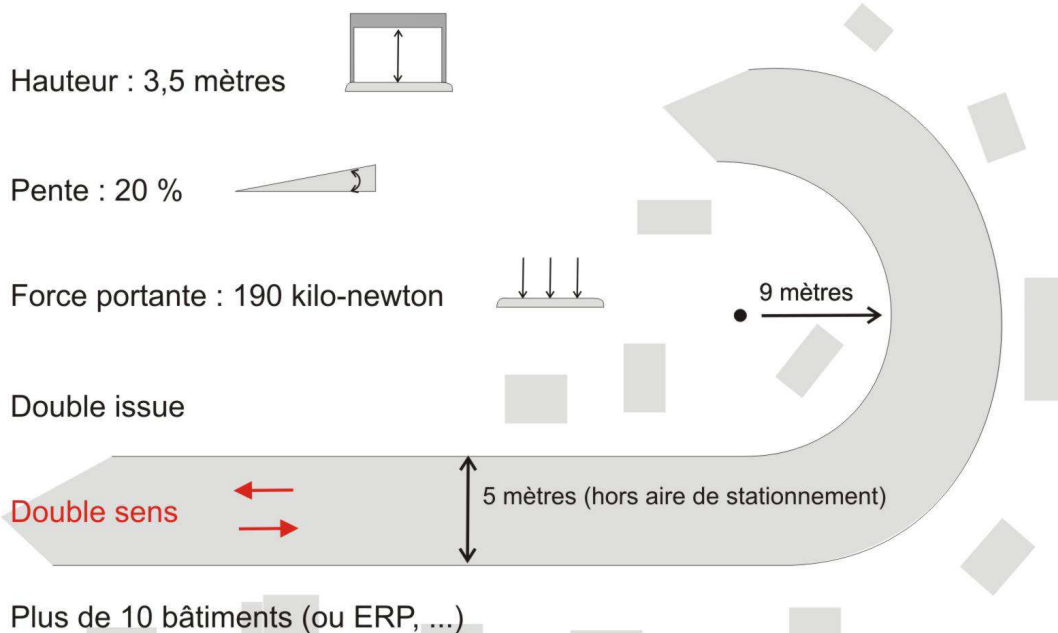 Hauteur : 3,5 mètres
Pente : 20 %
Force portante : 190 kilo-newton
9 mètres
Double issue
Double sens
5 mètres (hors aire de stationnement)
Plus de 10 bâtiments (ou ERP, ...)